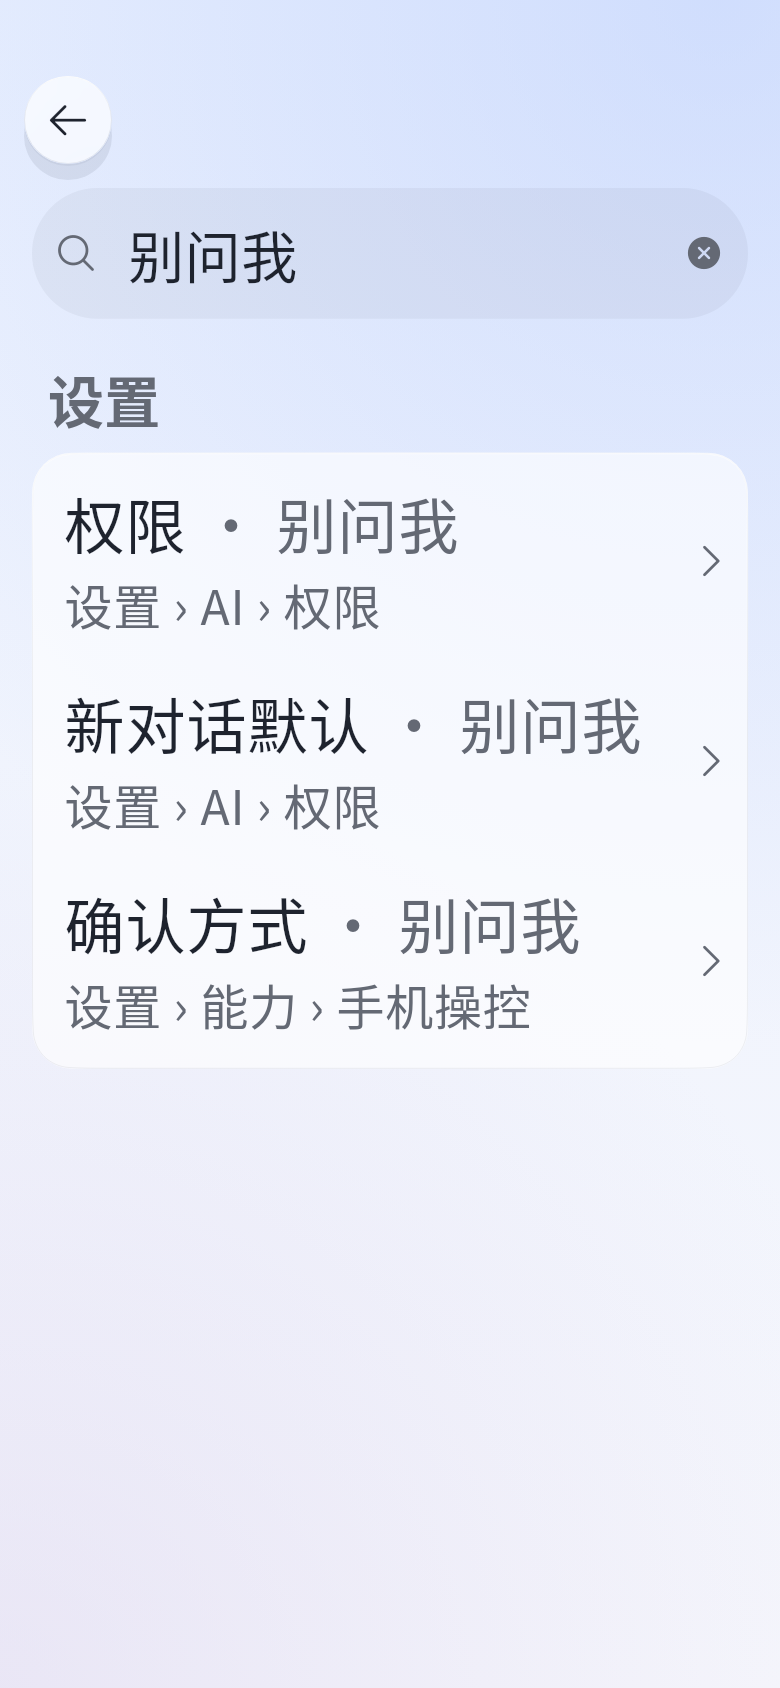 别问我
设置
权限 • 别问我
设置 › AI › 权限
新对话默认 • 别问我
设置 › AI › 权限
确认方式 • 别问我
设置 › 能力 › 手机操控